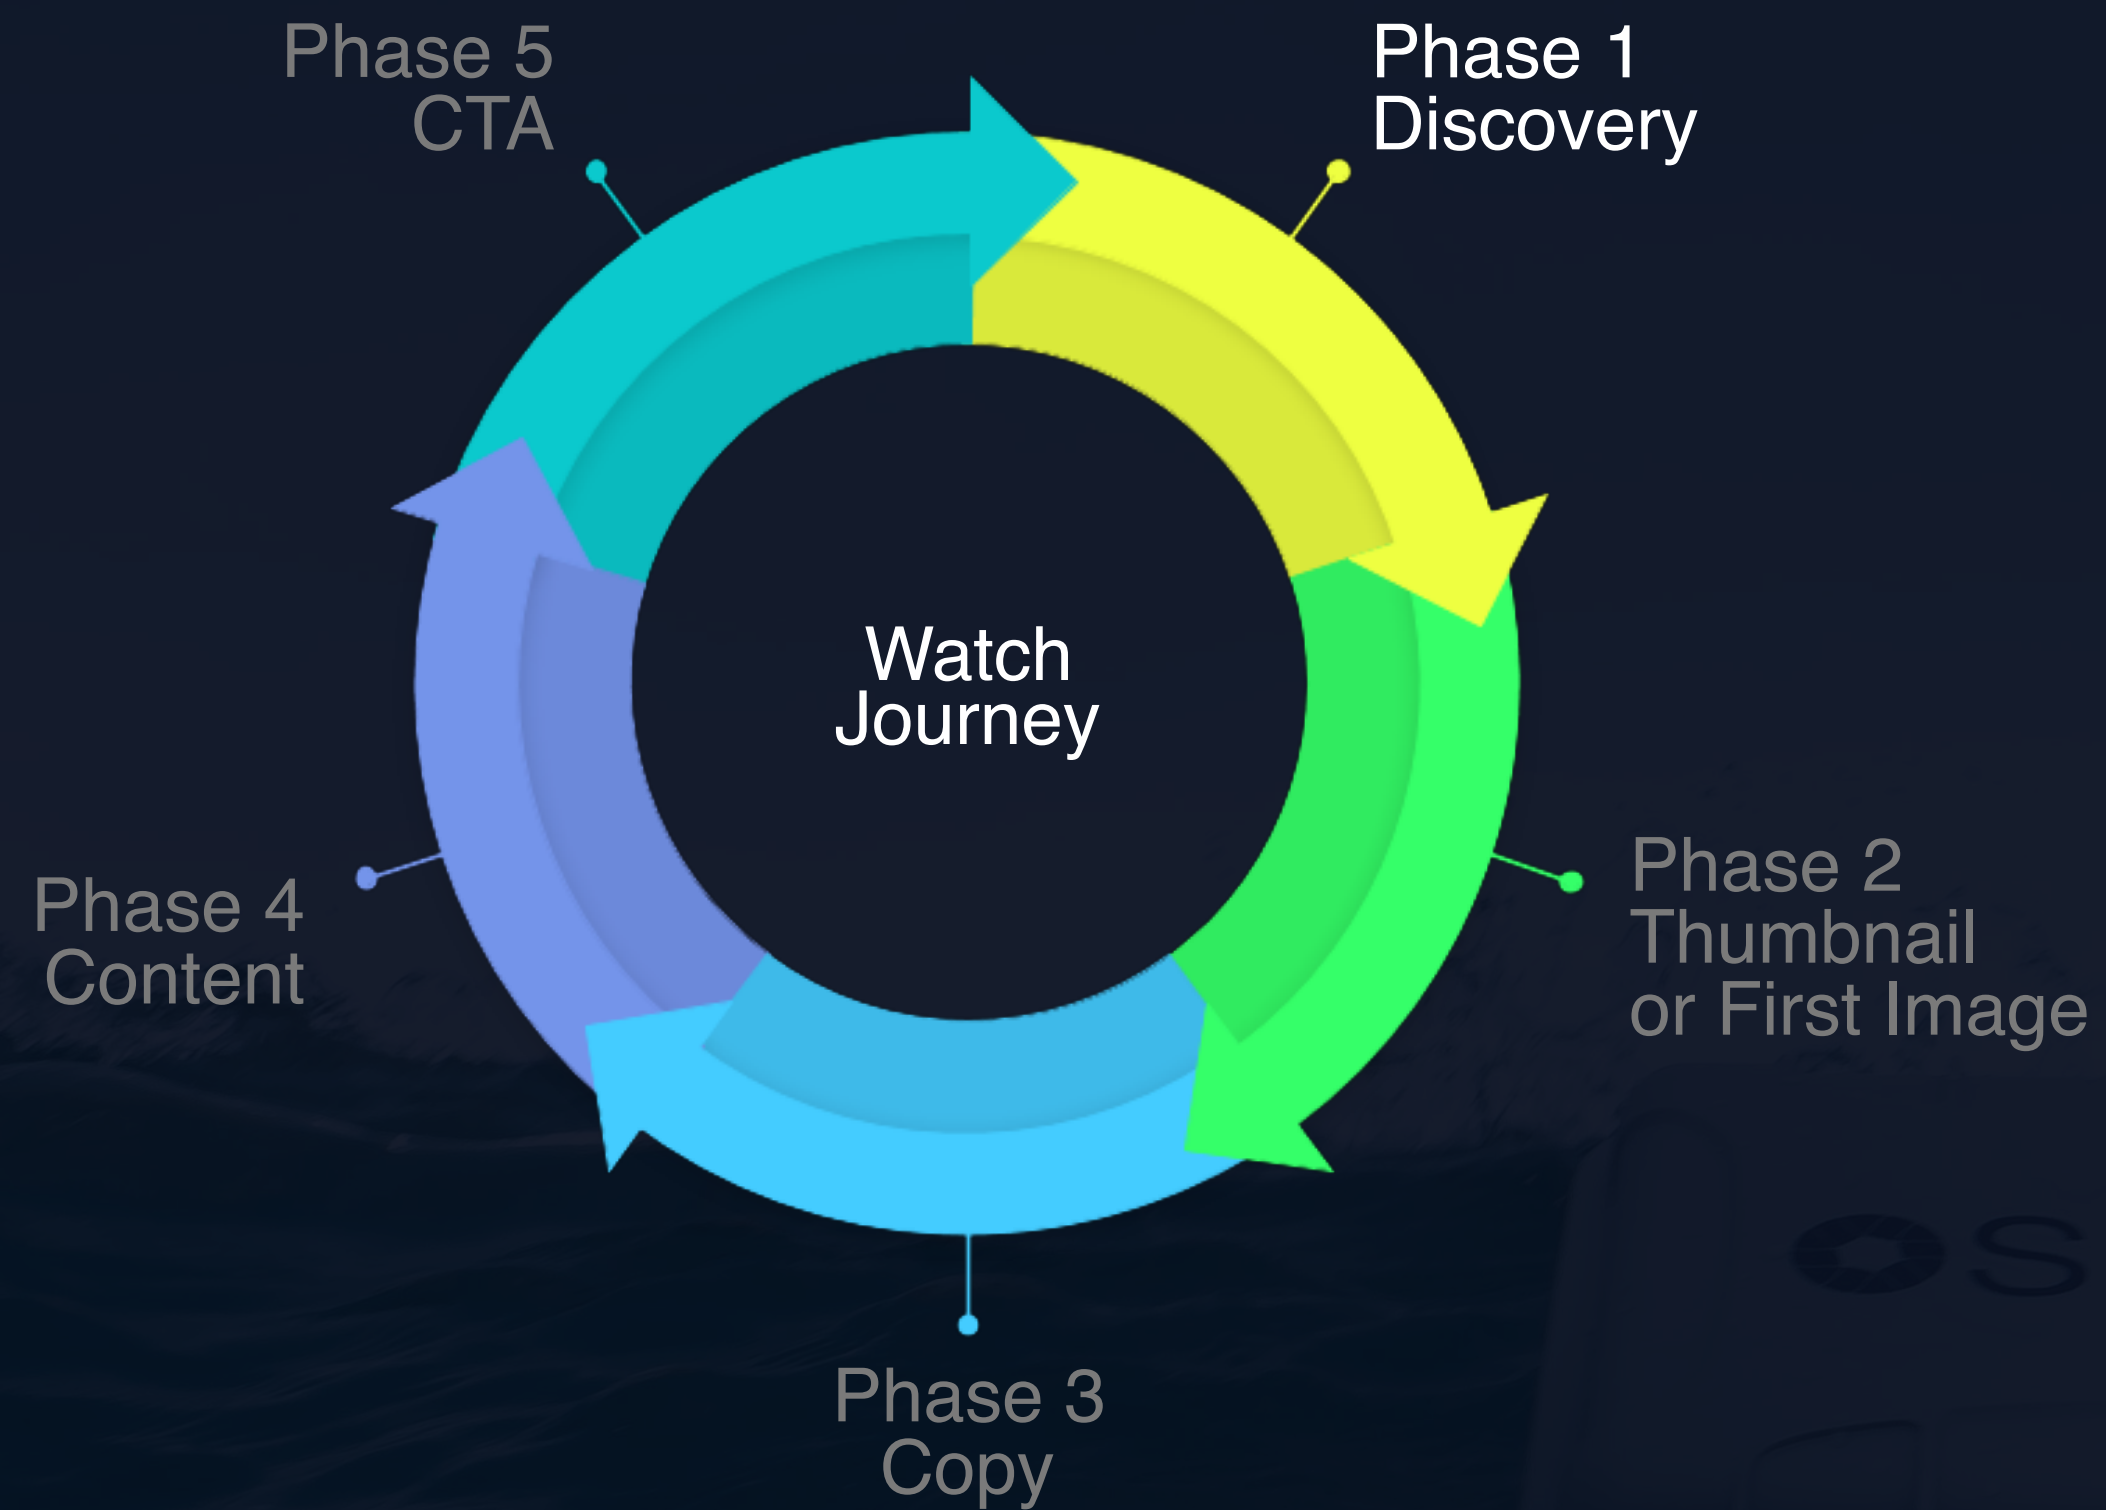 Phase 5
CTA
Phase 1
Discovery
Watch
Journey
Phase 4
Content
Phase 2
Thumbnail
or First Image
Phase 3
Copy